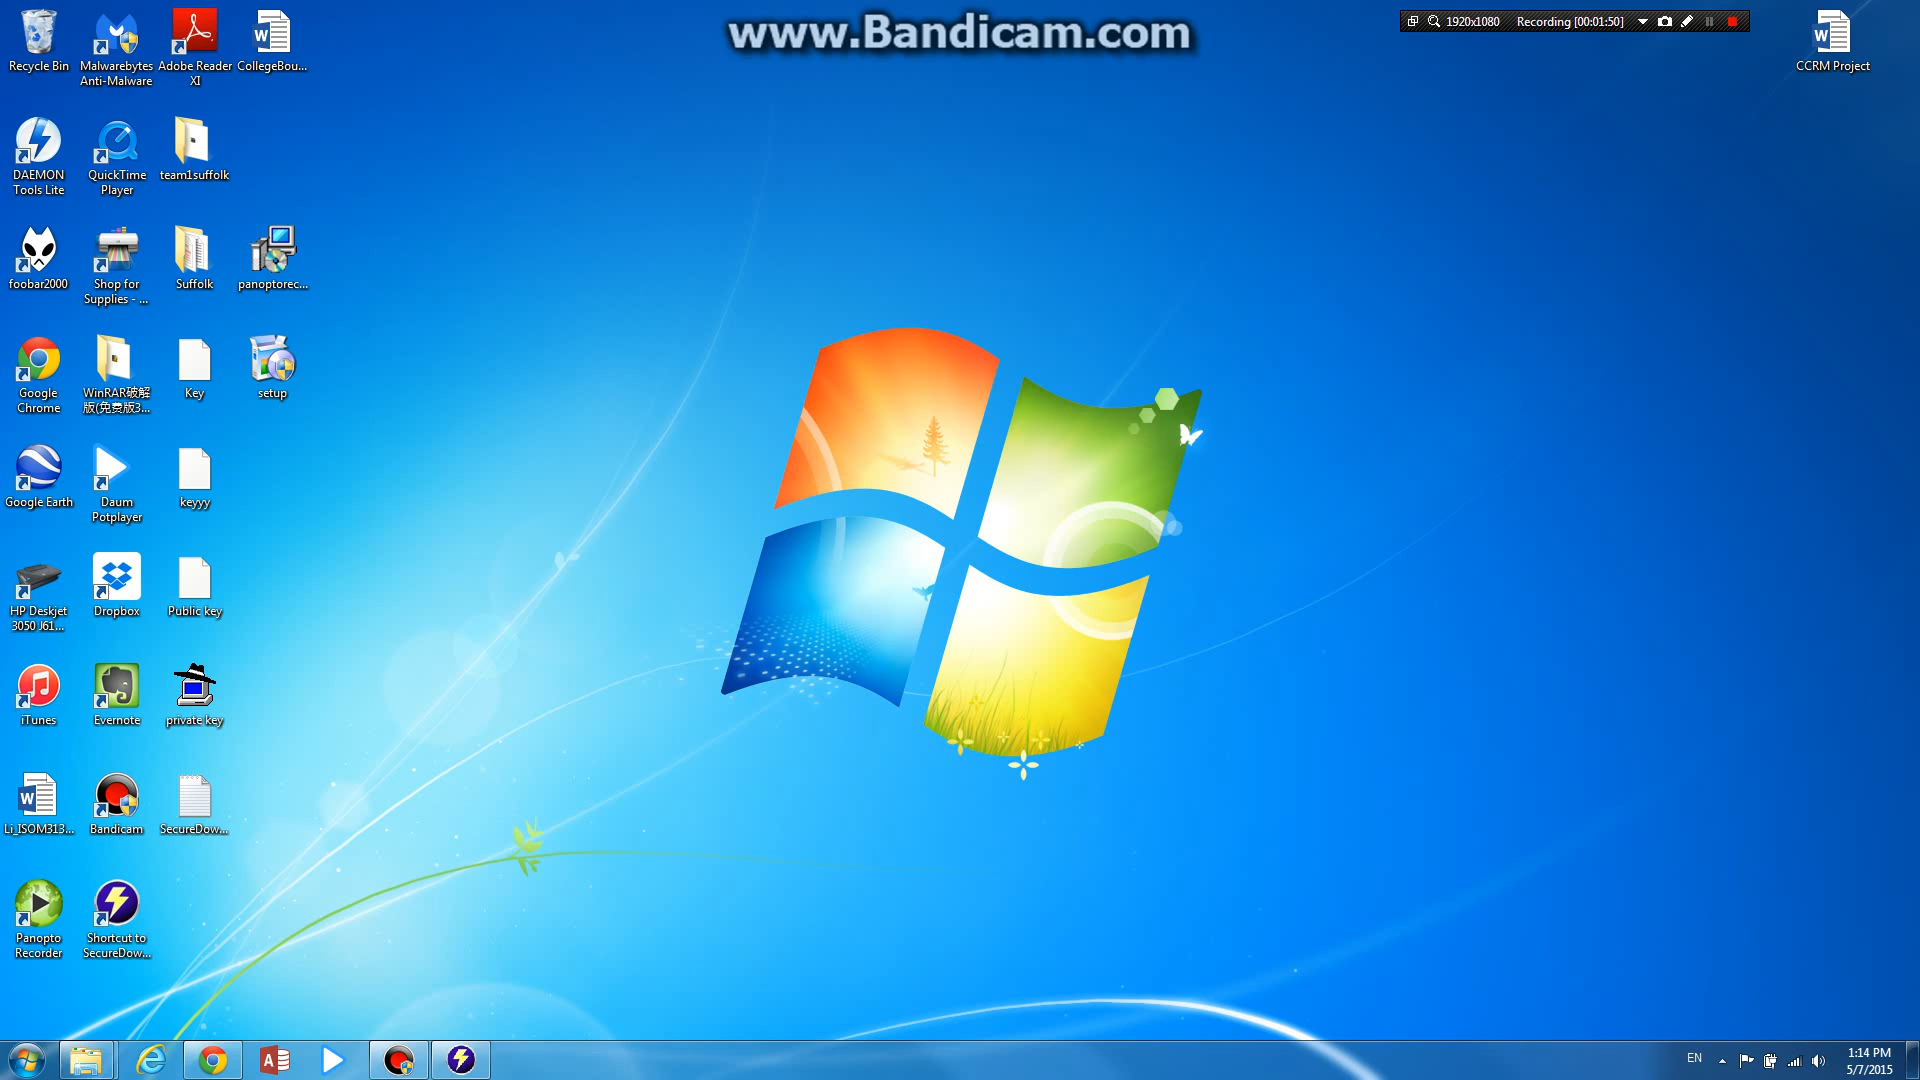 www.Bandicam.com
1920x1080 Recording [00:01:50]
Recycle Bin
Malwarebytes
Anti-Malware
Adobe Reader
XI
CollegeBou...
CCRM Project
DAEMON
Tools Lite
QuickTime
Player
team1suffolk
foobar2000
Shop for
Supplies - ...
Suffolk
panoptorec...
Google
Chrome
WinRAR破解
版(免费版3...
Key
setup
Google Earth
Daum
Potplayer
keyyy
HP Deskjet
3050 J61...
Dropbox
Public key
iTunes
Evernote
private key
Li_ISOM313...
Bandicam
SecureDow...
Panopto
Recorder
Shortcut to
SecureDow...
EN
1:14 PM
5/7/2015